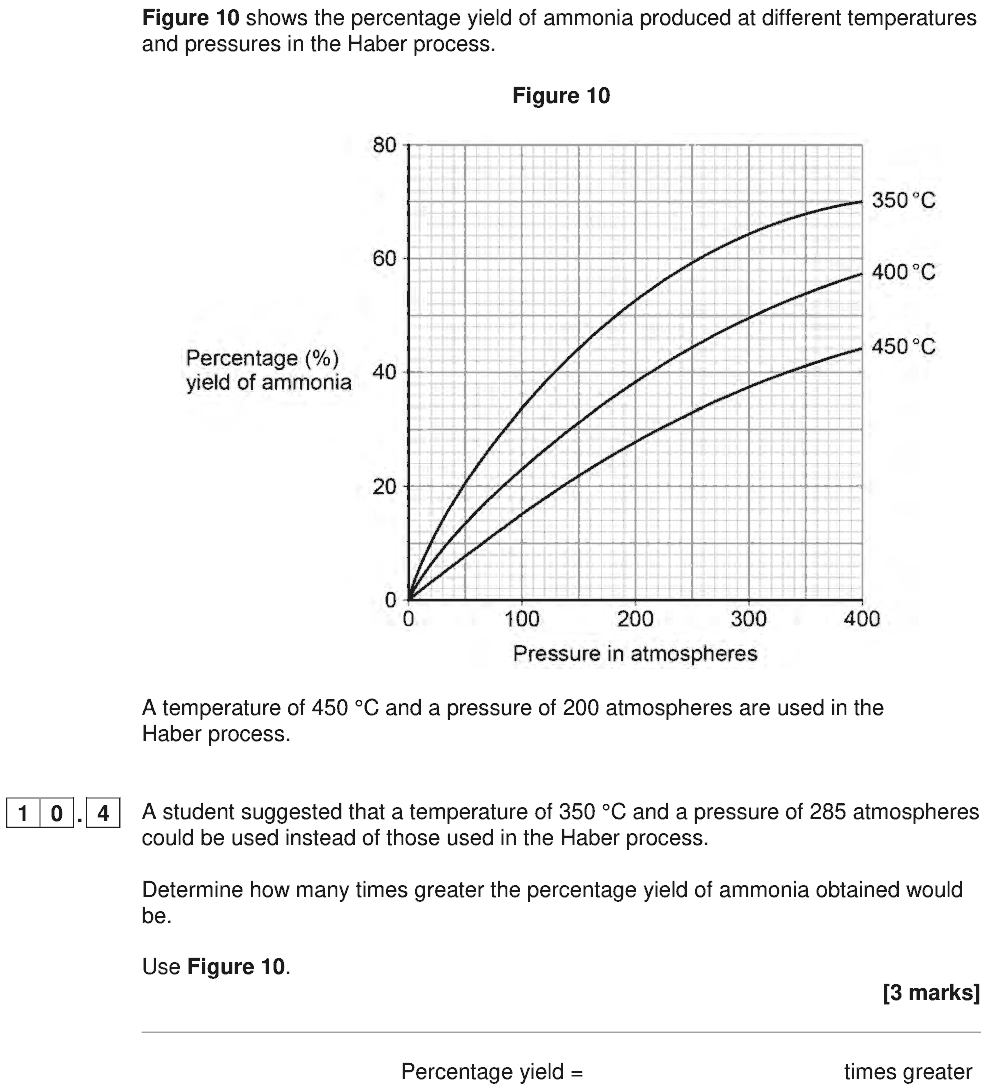 Figure 10 shows the percentage yield of ammonia produced at different temperatures
and pressures in the Haber process.
Figure 10
80
60
40
20
0
Percentage (%)
yield of ammonia
350 °C
400 °C
450 °C
0 100 200 300 400
Pressure in atmospheres
A temperature of 450 °C and a pressure of 200 atmospheres are used in the
Haber process.
1 0 . 4 A student suggested that a temperature of 350 °C and a pressure of 285 atmospheres
could be used instead of those used in the Haber process.
Determine how many times greater the percentage yield of ammonia obtained would
be.
Use Figure 10.
[3 marks]
Percentage yield = times greater